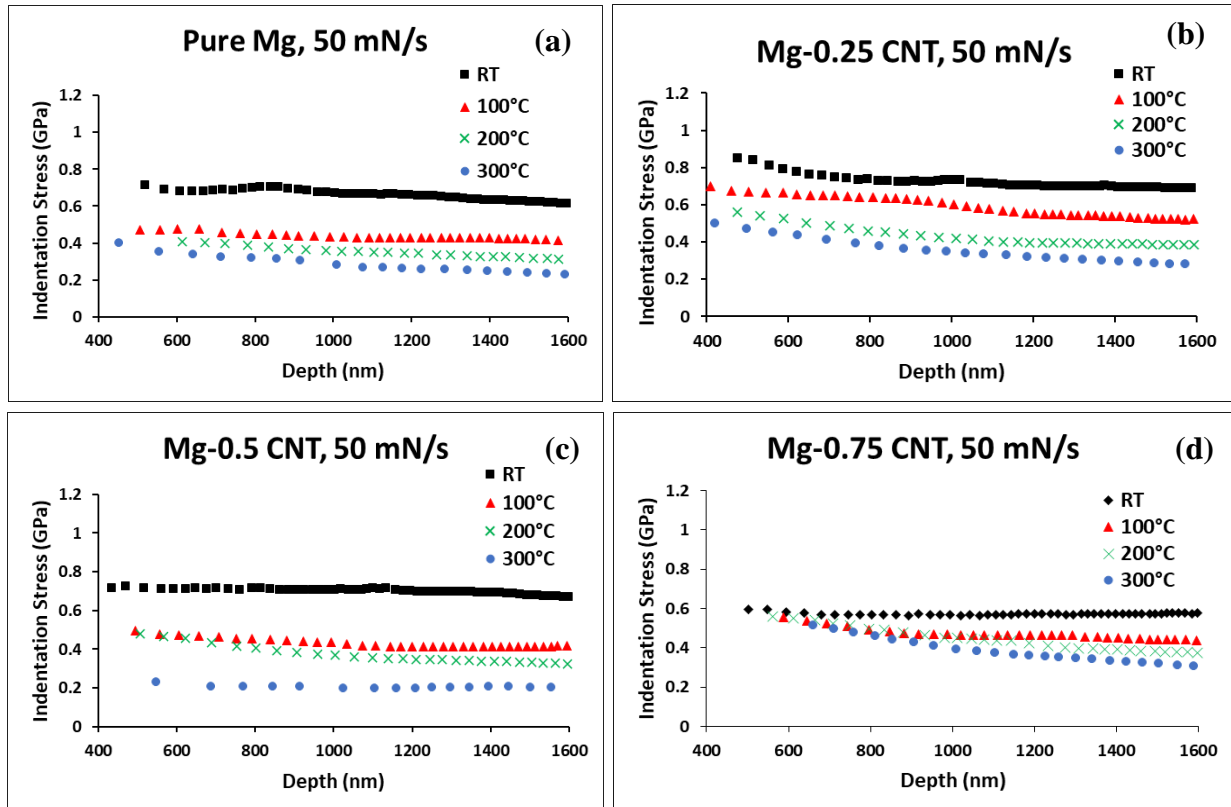 Pure Mg, 50 mN/s
(a)
RT
100°C
200°C
300°C
Indentation Stress (GPa)
1.2
1
0.8
0.6
0.4
0.2
0
400 600 800 1000 1200 1400 1600
Depth (nm)
Mg-0.25 CNT, 50 mN/s
(b)
RT
100°C
200°C
300°C
Indentation Stress (GPa)
1.2
1
0.8
0.6
0.4
0.2
0
400 600 800 1000 1200 1400 1600
Depth (nm)
Mg-0.5 CNT, 50 mN/s
(c)
RT
100°C
200°C
300°C
Indentation Stress (GPa)
1.2
1
0.8
0.6
0.4
0.2
0
400 600 800 1000 1200 1400 1600
Depth (nm)
Mg-0.75 CNT, 50 mN/s
(d)
RT
100°C
200°C
300°C
Indentation Stress (GPa)
1.2
1
0.8
0.6
0.4
0.2
0
400 600 800 1000 1200 1400 1600
Depth (nm)